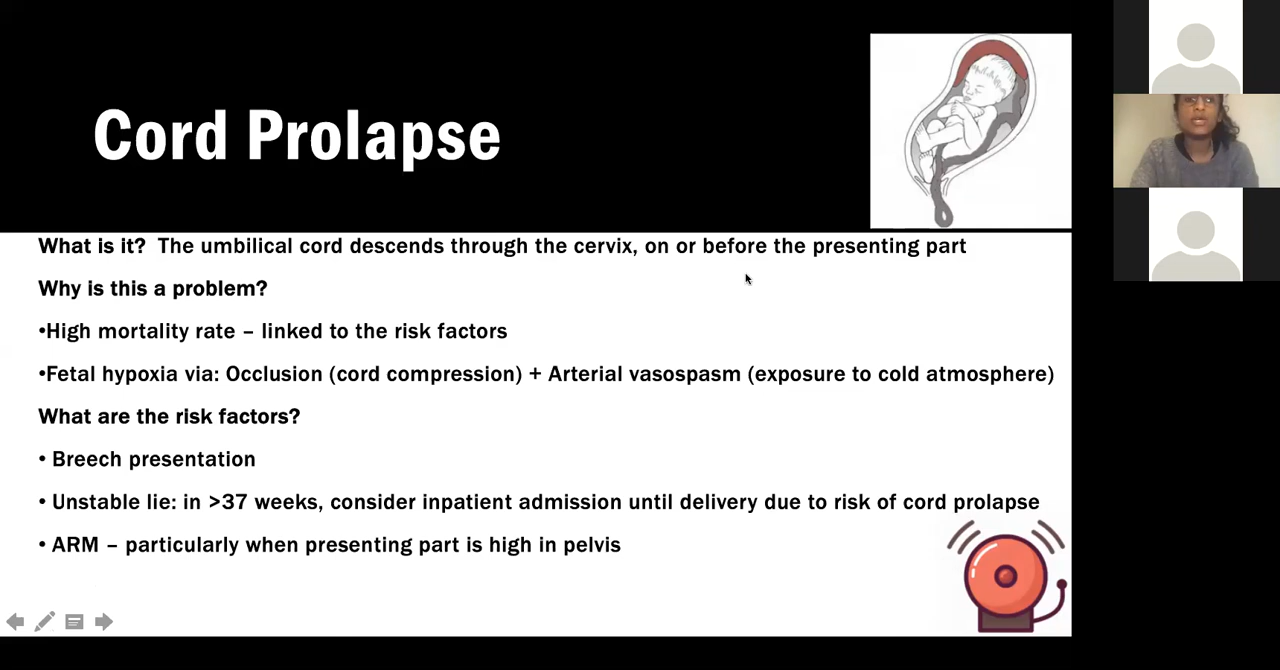 Cord Prolapse
What is it?  The umbilical cord descends through the cervix, on or before the presenting part
Why is this a problem?
•High mortality rate – linked to the risk factors
•Fetal hypoxia via: Occlusion (cord compression) + Arterial vasospasm (exposure to cold atmosphere)
What are the risk factors?
• Breech presentation
• Unstable lie: in >37 weeks, consider inpatient admission until delivery due to risk of cord prolapse
• ARM – particularly when presenting part is high in pelvis